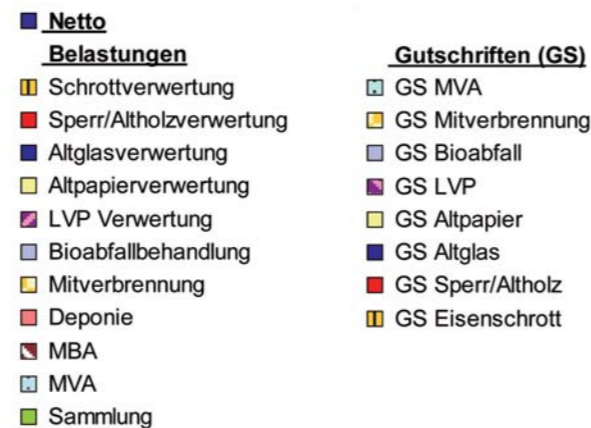 Netto
Belastungen
Schrottverwertung
Sperr/Altholzverwertung
Altglasverwertung
Altpapierverwertung
LVP Verwertung
Bioabfallbehandlung
Mitverbrennung
Deponie
MBA
MVA
Sammlung
Gutschriften (GS)
GS MVA
GS Mitverbrennung
GS Bioabfall
GS LVP
GS Altpapier
GS Altglas
GS Sperr/Altholz
GS Eisenschrott